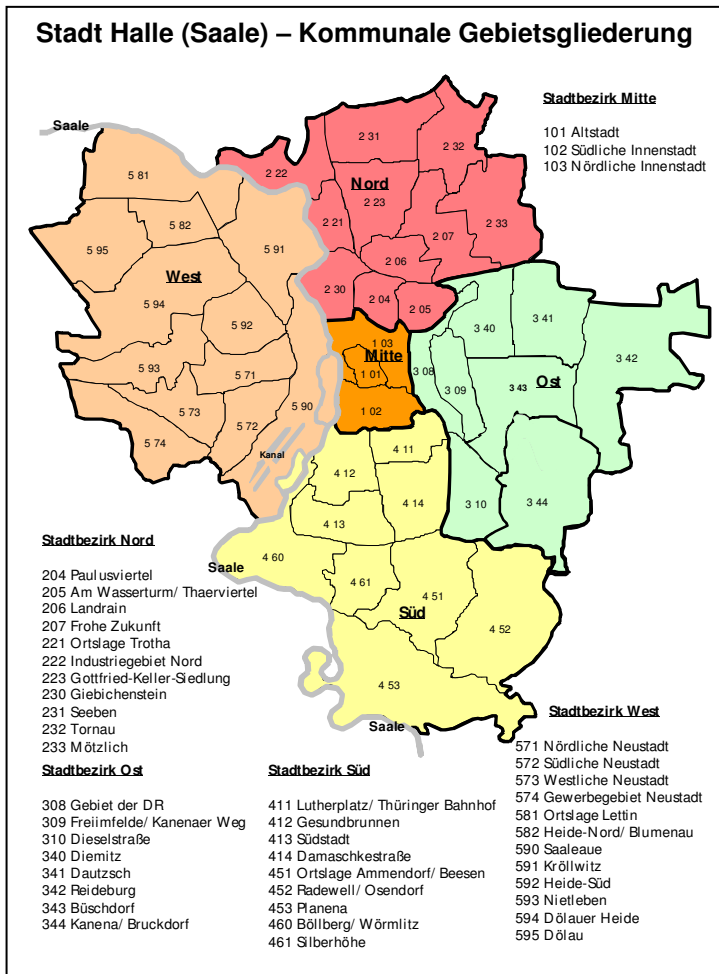 Stadt Halle (Saale) – Kommunale Gebietsgliederung
Stadtbezirk Mitte
101 Altstadt
102 Südliche Innenstadt
103 Nördliche Innenstadt
Saale
2 31
2 32
2 22
5 81
Nord
2 23
5 82
2 21
2 33
2 07
5 91
5 95
2 06
West
2 30
2 04
2 05
5 94
5 92
3 40
3 41
1 03
Mitte
3 42
5 93
5 71
1 01
3 08
3 09
3 43
Ost
5 90
5 73
5 72
1 02
5 74
Kanal
4 11
4 12
4 14
3 10
3 44
4 13
4 60
Saale
4 61
4 51
Süd
4 52
4 53
Saale
Stadtbezirk Nord
204 Paulusviertel
205 Am Wasserturm/ Thaerviertel
206 Landrain
207 Frohe Zukunft
221 Ortslage Trotha
222 Industriegebiet Nord
223 Gottfried-Keller-Siedlung
230 Giebichenstein
231 Seeben
232 Tornau
233 Mötzlich
Stadtbezirk Ost
308 Gebiet der DR
309 Freiimfelde/ Kanenaer Weg
310 Dieselstraße
340 Diemitz
341 Dautzsch
342 Reideburg
343 Büschdorf
344 Kanena/ Bruckdorf
Stadtbezirk Süd
411 Lutherplatz/ Thüringer Bahnhof
412 Gesundbrunnen
413 Südstadt
414 Damaschkestraße
451 Ortslage Ammendorf/ Beesen
452 Radewell/ Osendorf
453 Planena
460 Böllberg/ Wörmlitz
461 Silberhöhe
Stadtbezirk West
571 Nördliche Neustadt
572 Südliche Neustadt
573 Westliche Neustadt
574 Gewerbegebiet Neustadt
581 Ortslage Lettin
582 Heide-Nord/ Blumenau
590 Saaleaue
591 Kröllwitz
592 Heide-Süd
593 Nietleben
594 Dölauer Heide
595 Dölau